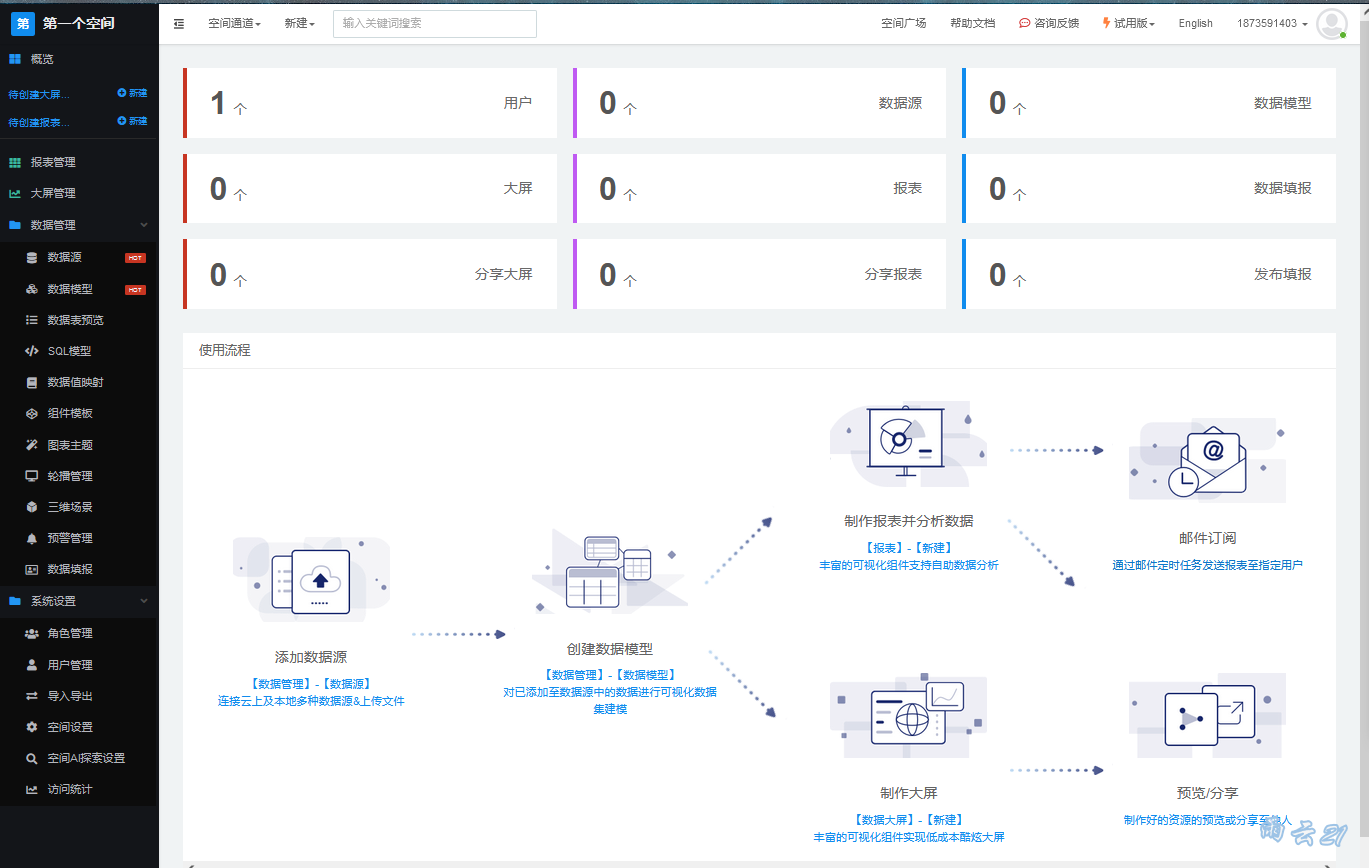 第 第一个空间
空间通道 新建 输入关键词搜索 空间广场 帮助文档 咨询反馈 试用版 English 1873591403
概览
待创建大屏... 新建
待创建报表... 新建
报表管理
大屏管理
数据管理
数据源 HOT
数据模型 HOT
数据表预览
SQL模型
数据值映射
组件模板
图表主题
轮播管理
三维场景
预警管理
数据填报
系统设置
角色管理
用户管理
导入导出
空间设置
空间AI探索设置
访问统计
1 个 用户
0 个 数据源
0 个 数据模型
0 个 大屏
0 个 报表
0 个 数据填报
0 个 分享大屏
0 个 分享报表
0 个 发布填报
使用流程
添加数据源
【数据管理】-【数据源】
连接云上及本地多种数据源&上传文件
创建数据模型
【数据管理】-【数据模型】
对已添加至数据源中的数据进行可视化数据
集建模
制作报表并分析数据
【报表】-【新建】
丰富的可视化组件支持自助数据分析
@
邮件订阅
通过邮件定时任务发送报表至指定用户
制作大屏
【数据大屏】-【新建】
丰富的可视化组件实现低成本酷炫大屏
预览/分享
制作好的资源的预览或分享至他人
雨云21